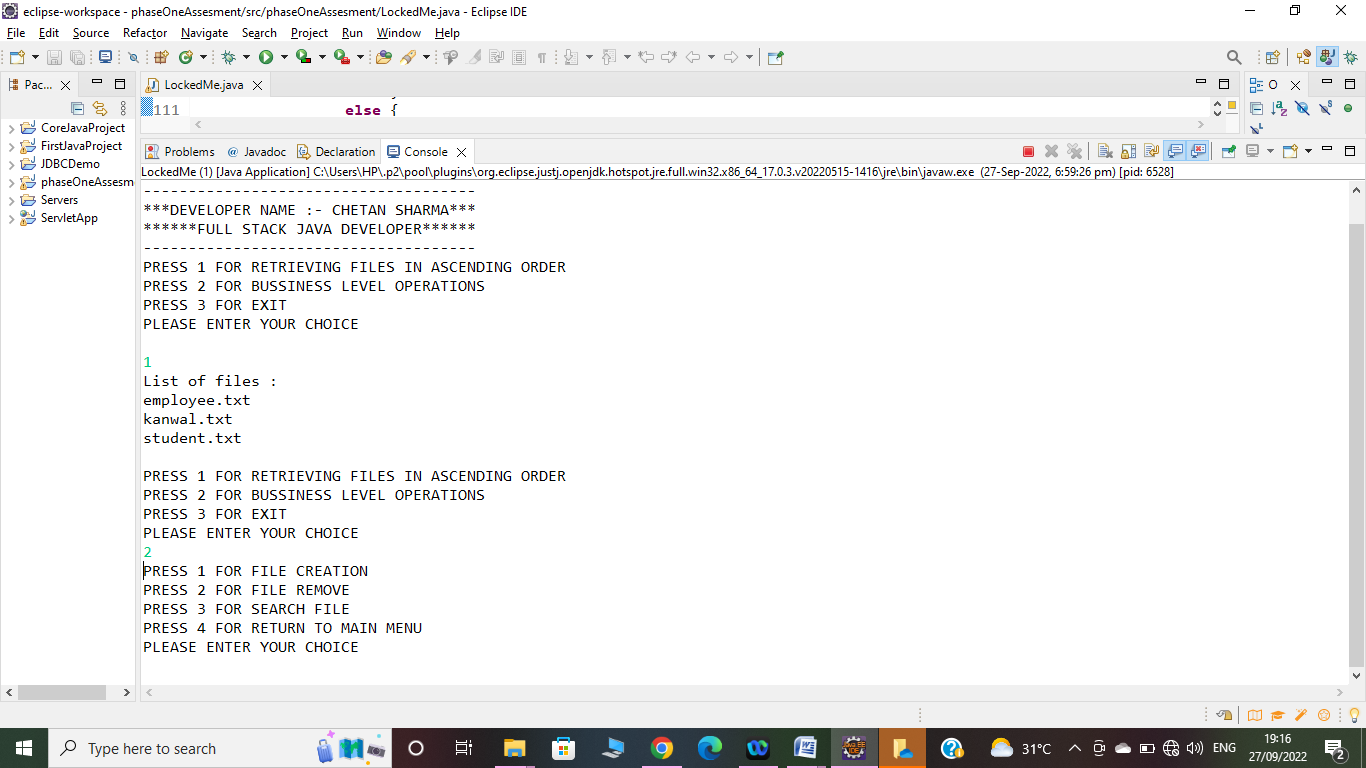 eclipse-workspace - phaseOneAssesment/src/phaseOneAssesment/LockedMe.java - Eclipse IDE
File Edit Source Refactor Navigate Search Project Run Window Help
Pac...
LockedMe.java
O
111 else {
CoreJavaProject
FirstJavaProject
JDBCDemo
phaseOneAssesm
Servers
ServletApp
Problems @ Javadoc Declaration Console
LockedMe (1) [Java Application] C:\Users\HP\.p2\pool\plugins\org.eclipse.justj.openjdk.hotspot.jre.full.win32.x86_64_17.0.3.v20220515-1416\jre\bin\javaw.exe (27-Sep-2022, 6:59:26 pm) [pid: 6528]
-------------------------------------
***DEVELOPER NAME :- CHETAN SHARMA***
******FULL STACK JAVA DEVELOPER******
-------------------------------------
PRESS 1 FOR RETRIEVING FILES IN ASCENDING ORDER
PRESS 2 FOR BUSSINESS LEVEL OPERATIONS
PRESS 3 FOR EXIT
PLEASE ENTER YOUR CHOICE
1
List of files :
employee.txt
kanwal.txt
student.txt
PRESS 1 FOR RETRIEVING FILES IN ASCENDING ORDER
PRESS 2 FOR BUSSINESS LEVEL OPERATIONS
PRESS 3 FOR EXIT
PLEASE ENTER YOUR CHOICE
2
PRESS 1 FOR FILE CREATION
PRESS 2 FOR FILE REMOVE
PRESS 3 FOR SEARCH FILE
PRESS 4 FOR RETURN TO MAIN MENU
PLEASE ENTER YOUR CHOICE
Type here to search
31°C
ENG
19:16
27/09/2022
2